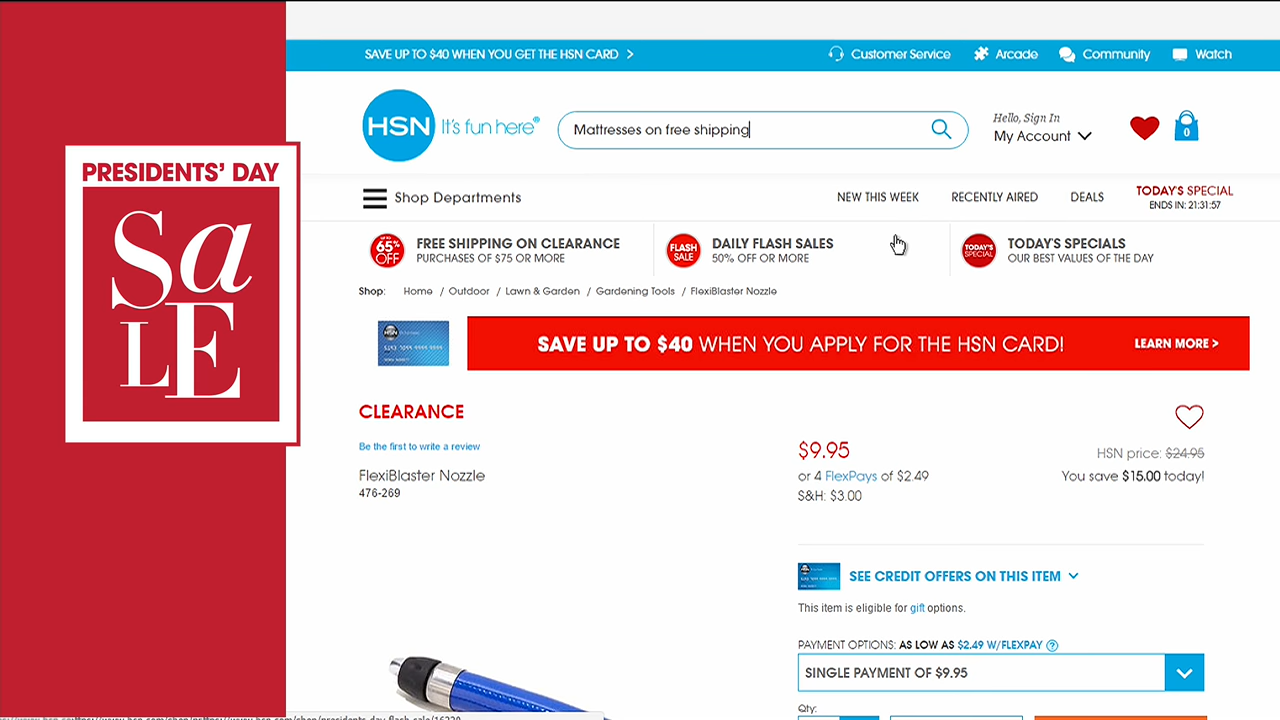 SAVE UP TO $40 WHEN YOU GET THE HSN CARD >
Customer Service
Arcade
Community
Watch
HSN It's fun here®
Mattresses on free shipping
Hello, Sign In
My Account
0
PRESIDENTS' DAY
SaLE
Shop Departments
NEW THIS WEEK
RECENTLY AIRED
DEALS
TODAY'S SPECIAL
ENDS IN: 21:31:57
UP TO
65%
OFF
FREE SHIPPING ON CLEARANCE
PURCHASES OF $75 OR MORE
FLASH
SALE
DAILY FLASH SALES
50% OFF OR MORE
TODAY'S
SPECIAL
TODAY'S SPECIALS
OUR BEST VALUES OF THE DAY
Shop: Home / Outdoor / Lawn & Garden / Gardening Tools / FlexiBlaster Nozzle
HSN
SAVE UP TO $40 WHEN YOU APPLY FOR THE HSN CARD!
LEARN MORE >
CLEARANCE
Be the first to write a review
FlexiBlaster Nozzle
476-269
$9.95
HSN price: $24.95
or 4 FlexPays of $2.49
You save $15.00 today!
S&H: $3.00
SEE CREDIT OFFERS ON THIS ITEM
This item is eligible for gift options.
PAYMENT OPTIONS: AS LOW AS $2.49 W/FLEXPAY ?
SINGLE PAYMENT OF $9.95
Qty: